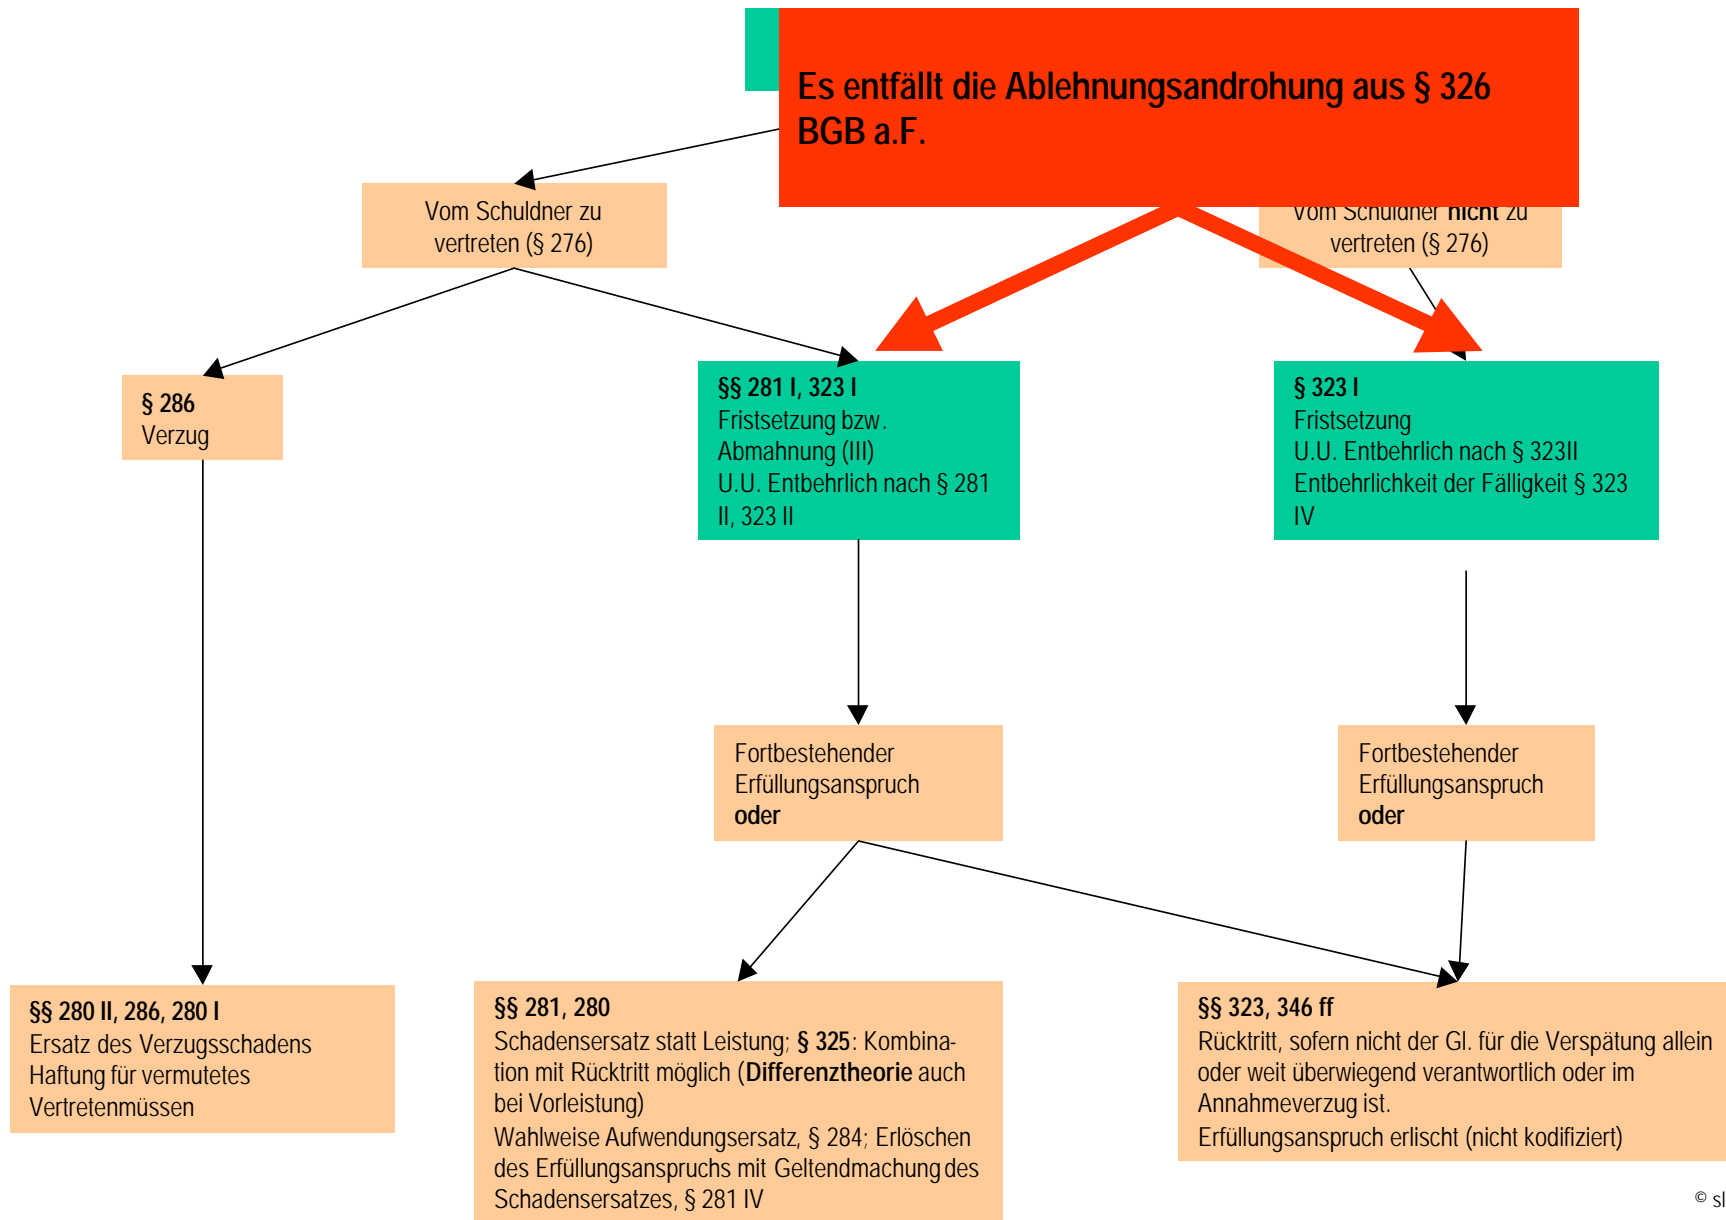 Es entfällt die Ablehnungsandrohung aus § 326
BGB a.F.
Vom Schuldner zu
vertreten (§ 276)
Vom Schuldner nicht zu
vertreten (§ 276)
§ 286
Verzug
§§ 281 I, 323 I
Fristsetzung bzw.
Abmahnung (III)
U.U. Entbehrlich nach § 281
II, 323 II
§ 323 I
Fristsetzung
U.U. Entbehrlich nach § 323II
Entbehrlichkeit der Fälligkeit § 323
IV
Fortbestehender
Erfüllungsanspruch
oder
Fortbestehender
Erfüllungsanspruch
oder
§§ 280 II, 286, 280 I
Ersatz des Verzugsschadens
Haftung für vermutetes
Vertretenmüssen
§§ 281, 280
Schadensersatz statt Leistung; § 325: Kombina-
tion mit Rücktritt möglich (Differenztheorie auch
bei Vorleistung)
Wahlweise Aufwendungsersatz, § 284; Erlöschen
des Erfüllungsanspruchs mit Geltendmachung des
Schadensersatzes, § 281 IV
§§ 323, 346 ff
Rücktritt, sofern nicht der Gl. für die Verspätung allein
oder weit überwiegend verantwortlich oder im
Annahmeverzug ist.
Erfüllungsanspruch erlischt (nicht kodifiziert)
© sl